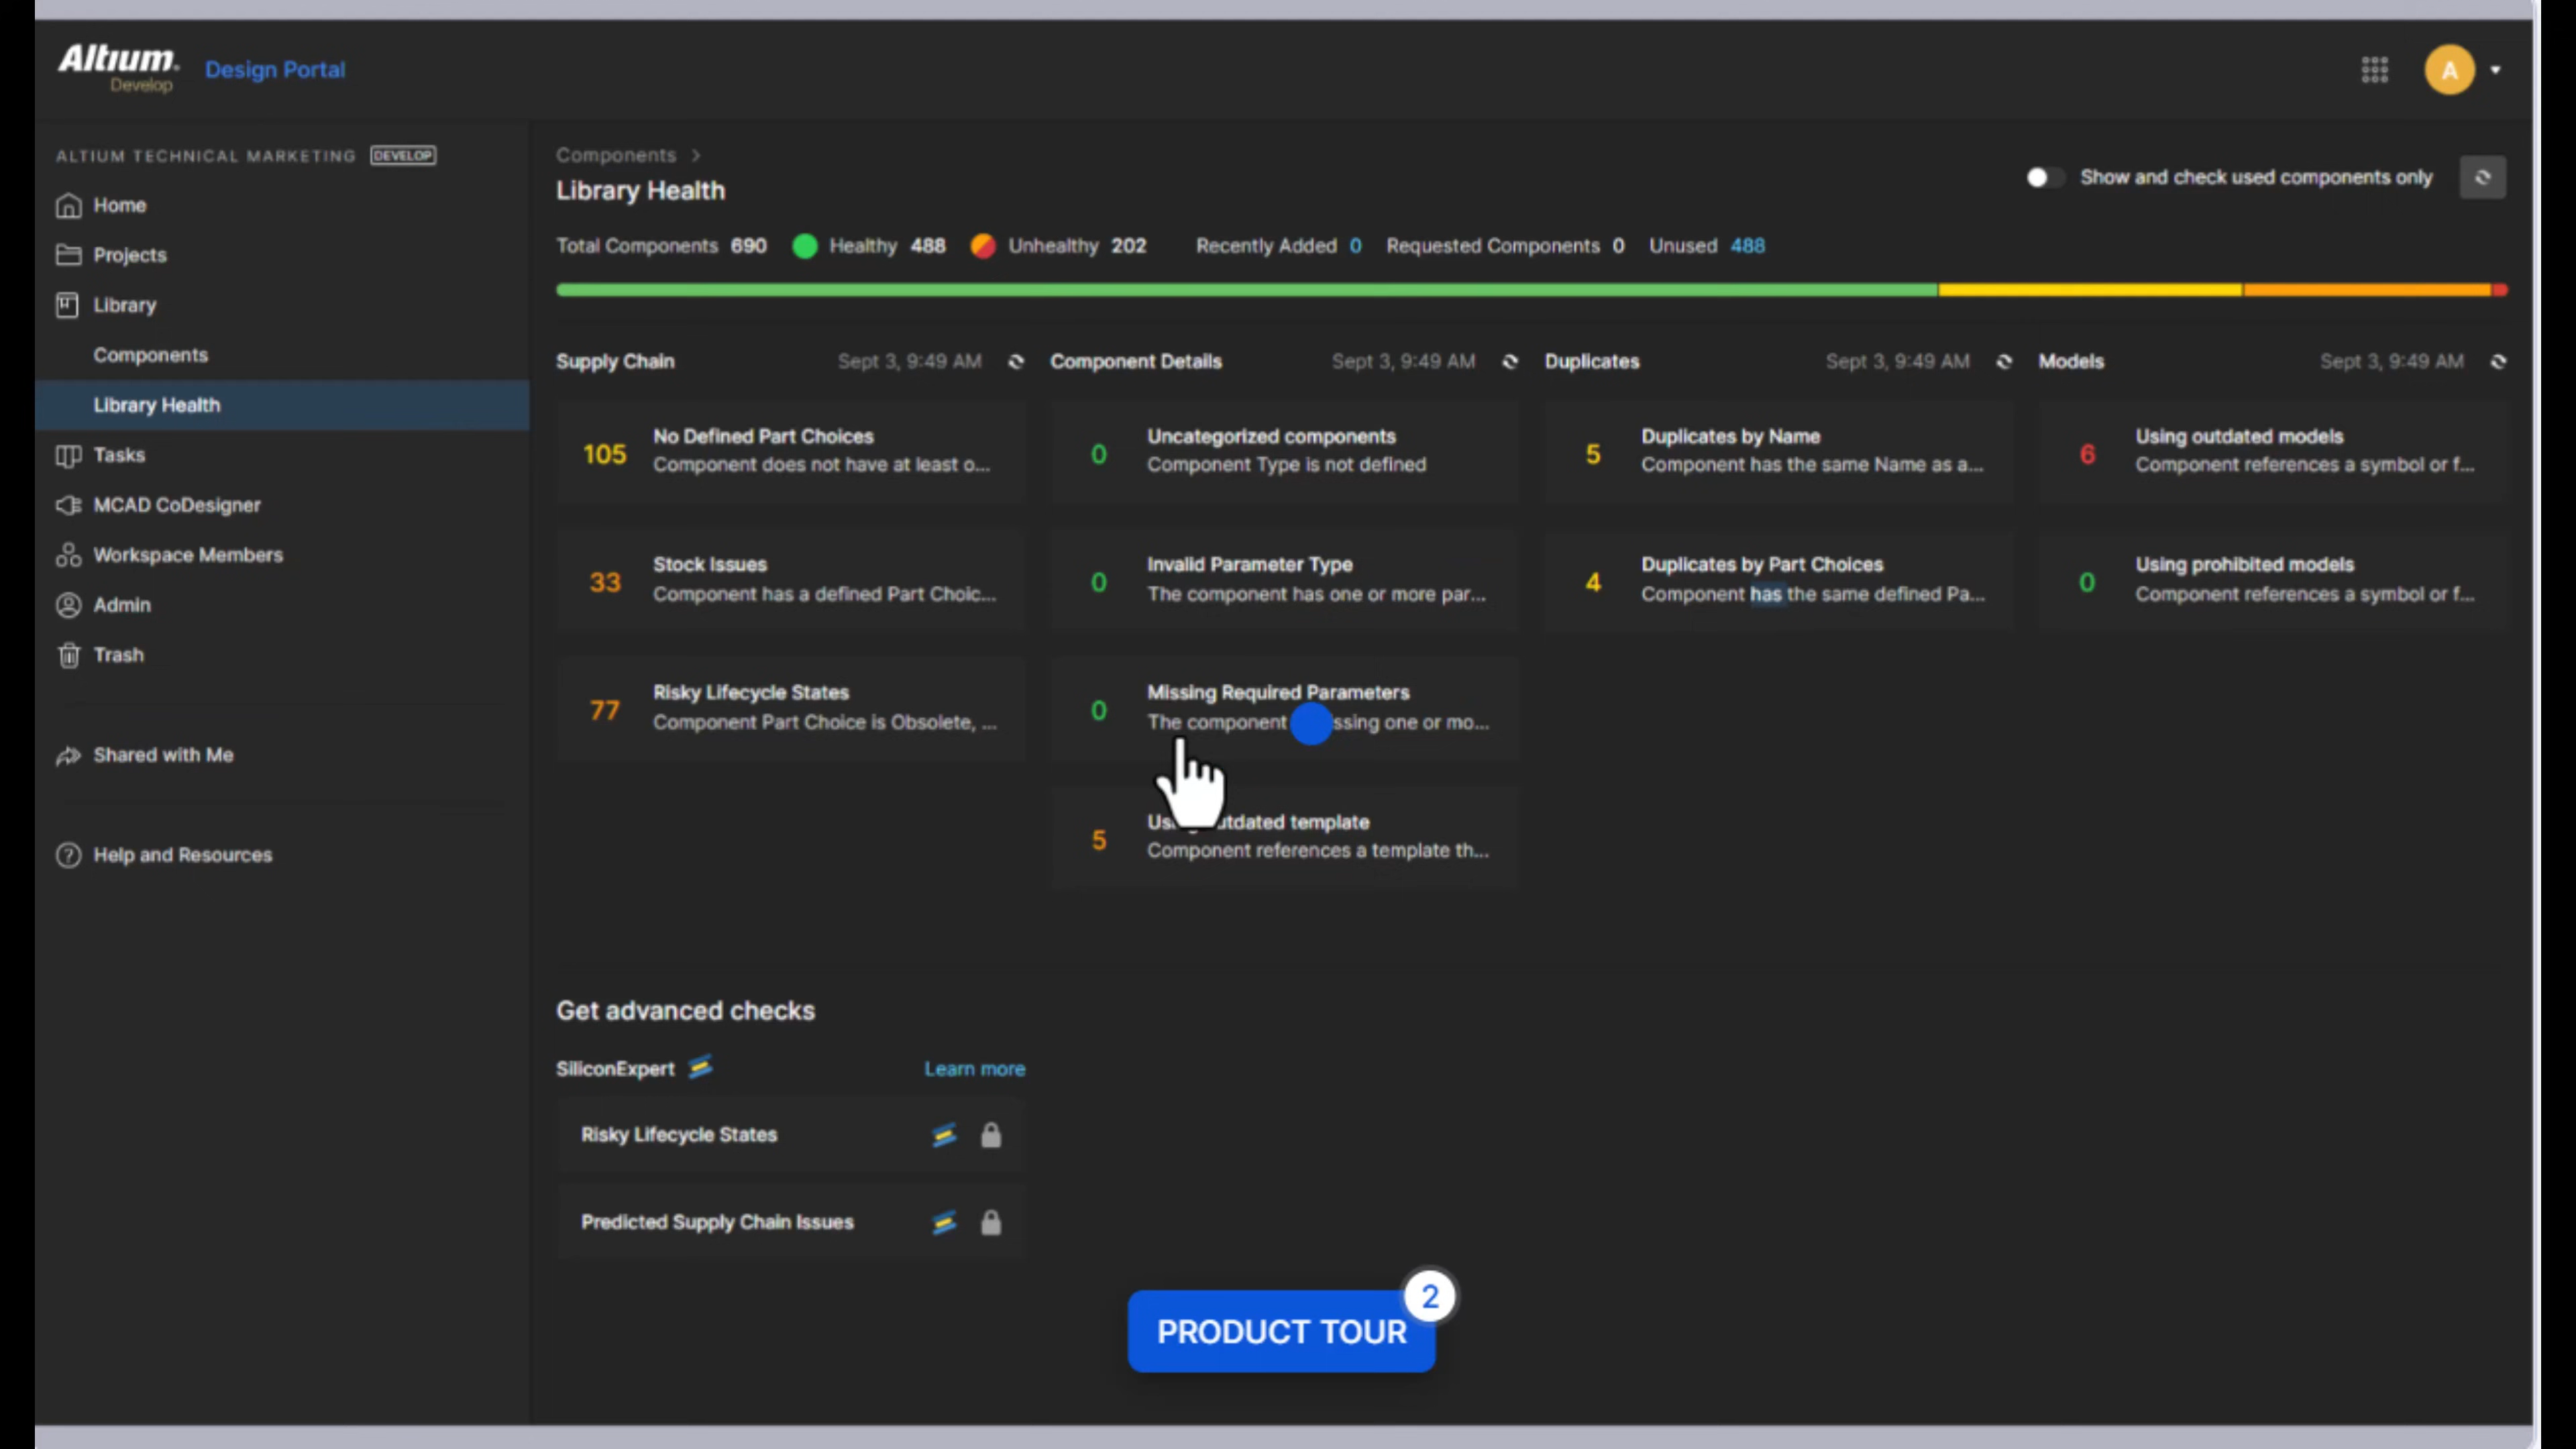 Altium.
Develop
Design Portal
A
ALTIUM TECHNICAL MARKETING DEVELOP
Home
Projects
Library
Components
Library Health
Tasks
MCAD CoDesigner
Workspace Members
Admin
Trash
Shared with Me
Help and Resources
Components >
Library Health
Show and check used components only
Total Components 690 Healthy 488 Unhealthy 202 Recently Added 0 Requested Components 0 Unused 488
Supply Chain Sept 3, 9:49 AM
105 No Defined Part Choices
Component does not have at least o...
33 Stock Issues
Component has a defined Part Choic...
77 Risky Lifecycle States
Component Part Choice is Obsolete, ...
Component Details Sept 3, 9:49 AM
0 Uncategorized components
Component Type is not defined
0 Invalid Parameter Type
The component has one or more par...
0 Missing Required Parameters
The component ssing one or mo...
5 template
Component references a template th...
Duplicates Sept 3, 9:49 AM
5 Duplicates by Name
Component has the same Name as a...
4 Duplicates by Part Choices
Component has the same defined Pa...
Models Sept 3, 9:49 AM
6 Using outdated models
Component references a symbol or f...
0 Using prohibited models
Component references a symbol or f...
Get advanced checks
SiliconExpert Learn more
Risky Lifecycle States
Predicted Supply Chain Issues
PRODUCT TOUR
2